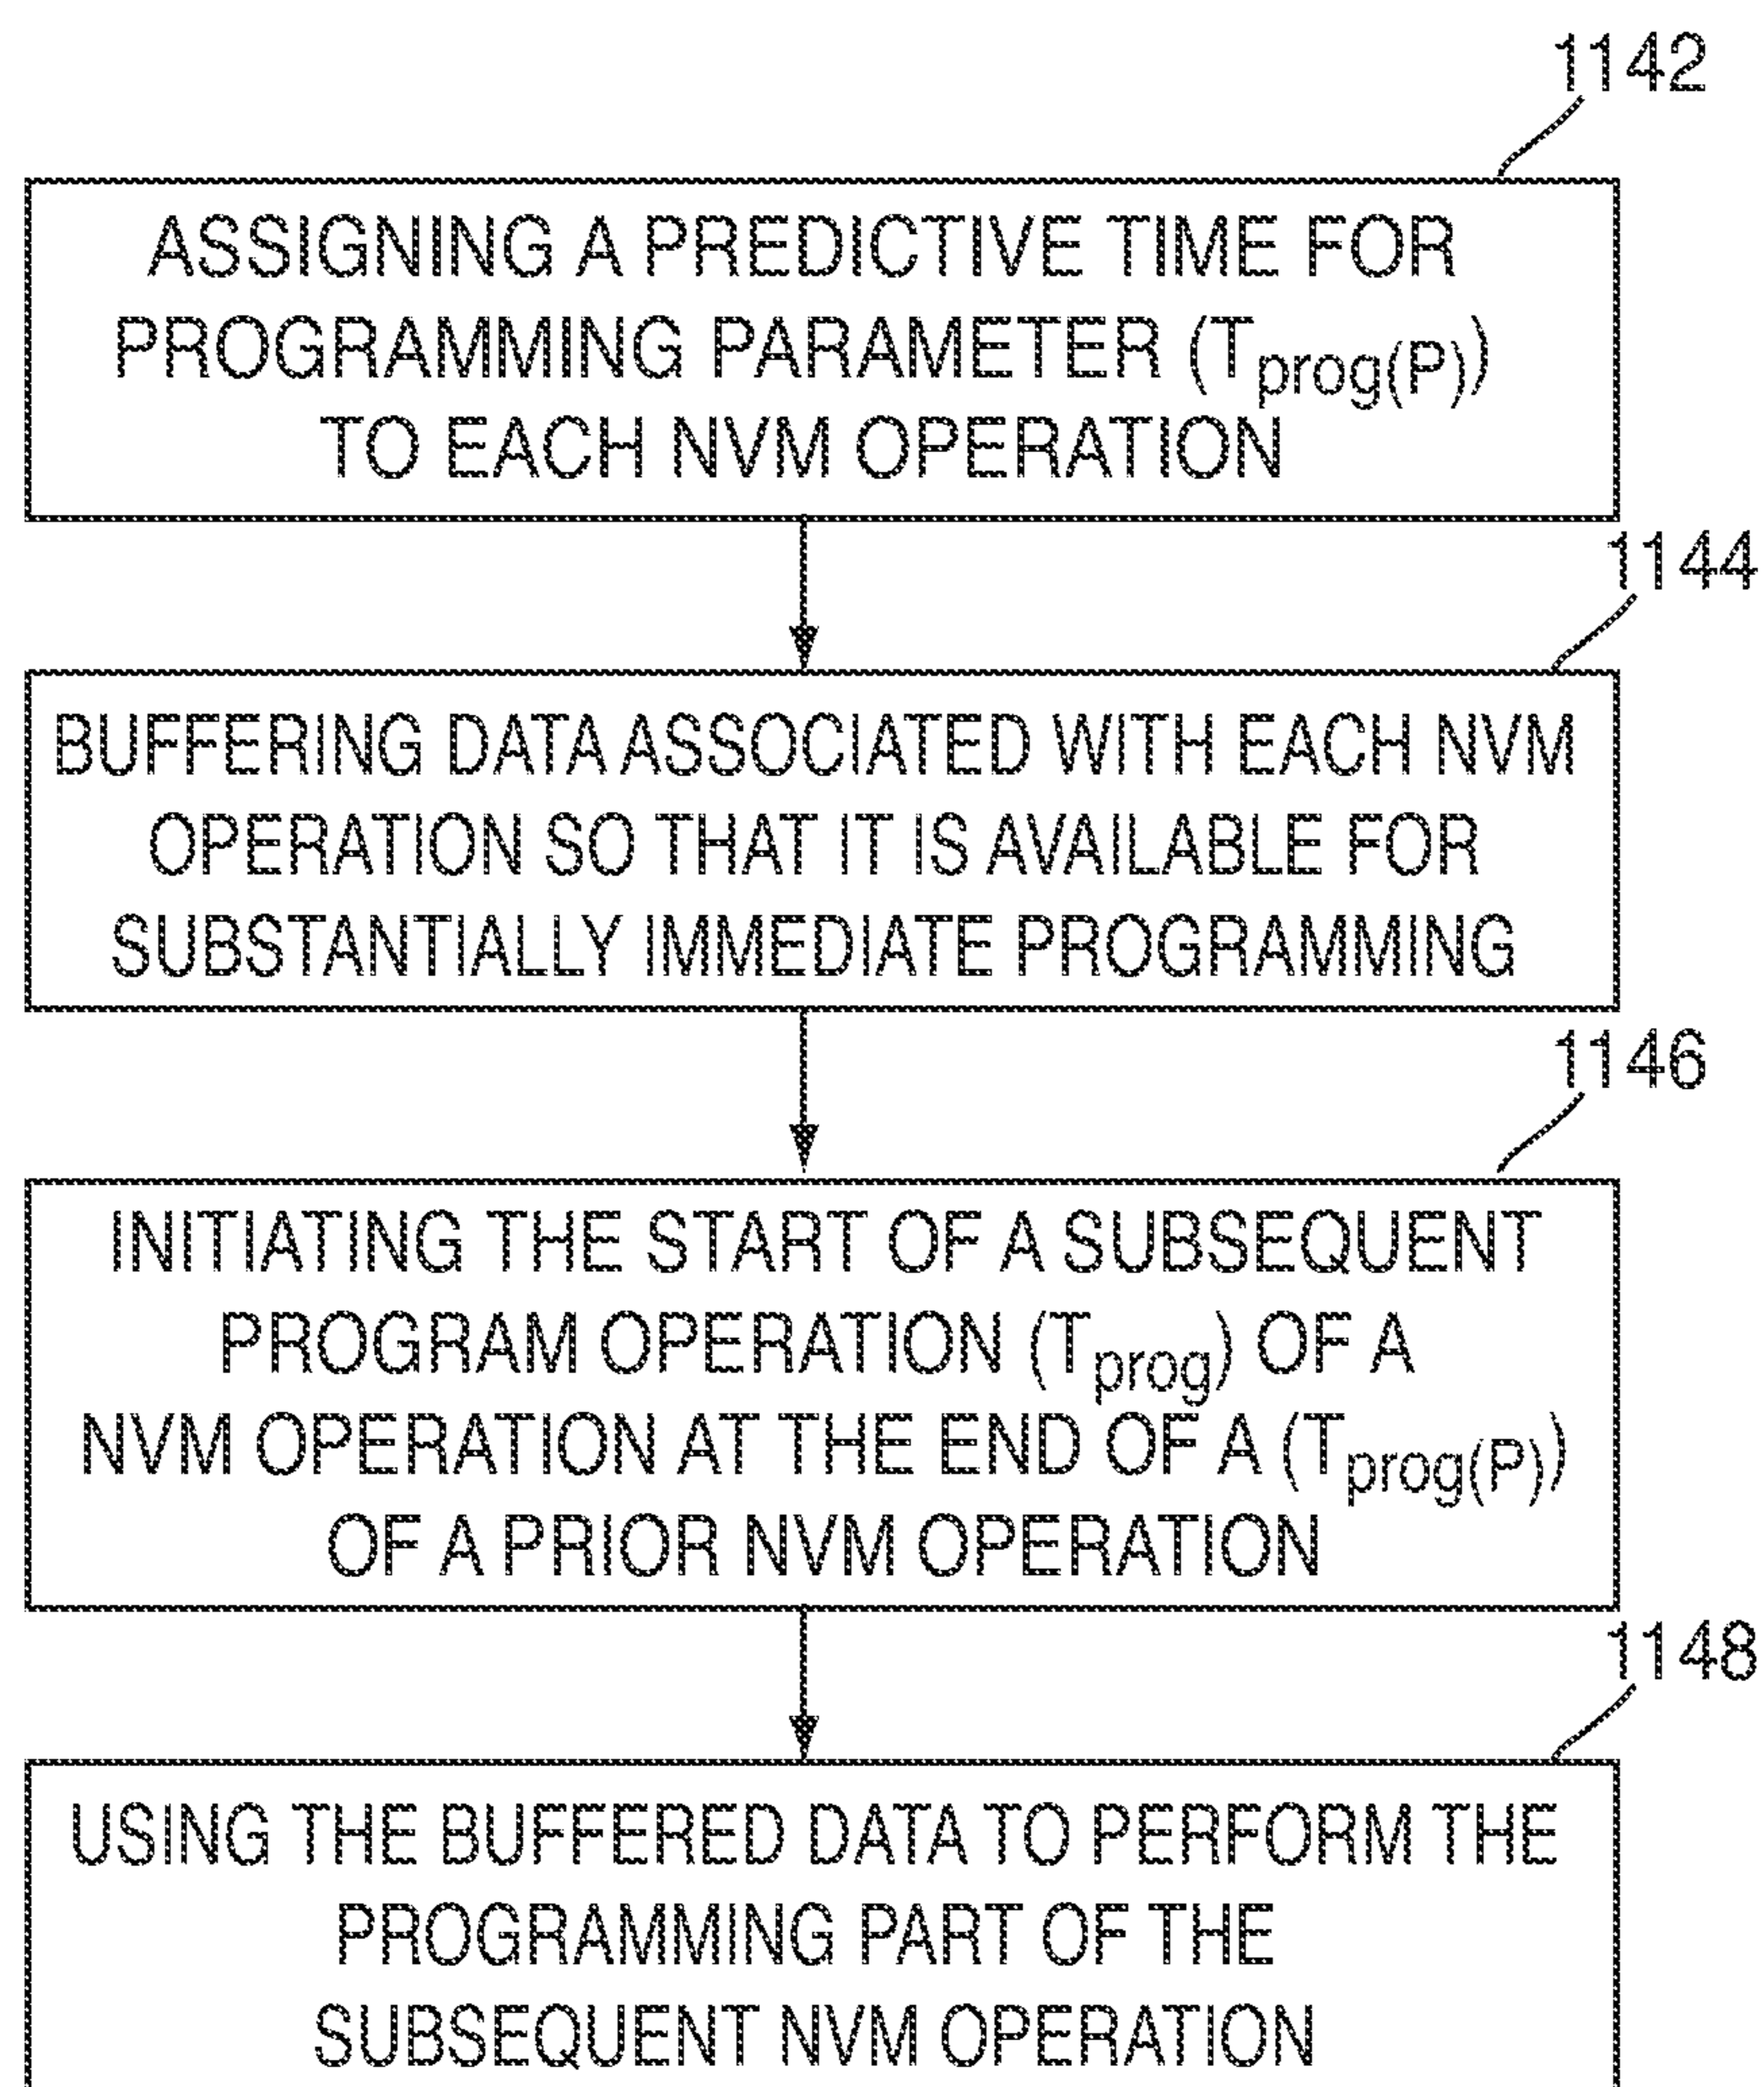 1142
ASSIGNING A PREDICTIVE TIME FOR
PROGRAMMING PARAMETER (Tprog(P))
TO EACH NVM OPERATION
1144
BUFFERING DATA ASSOCIATED WITH EACH NVM
OPERATION SO THAT IT IS AVAILABLE FOR
SUBSTANTIALLY IMMEDIATE PROGRAMMING
1146
INITIATING THE START OF A SUBSEQUENT
PROGRAM OPERATION (Tprog) OF A
NVM OPERATION AT THE END OF A (Tprog(P))
OF A PRIOR NVM OPERATION
1148
USING THE BUFFERED DATA TO PERFORM THE
PROGRAMMING PART OF THE
SUBSEQUENT NVM OPERATION